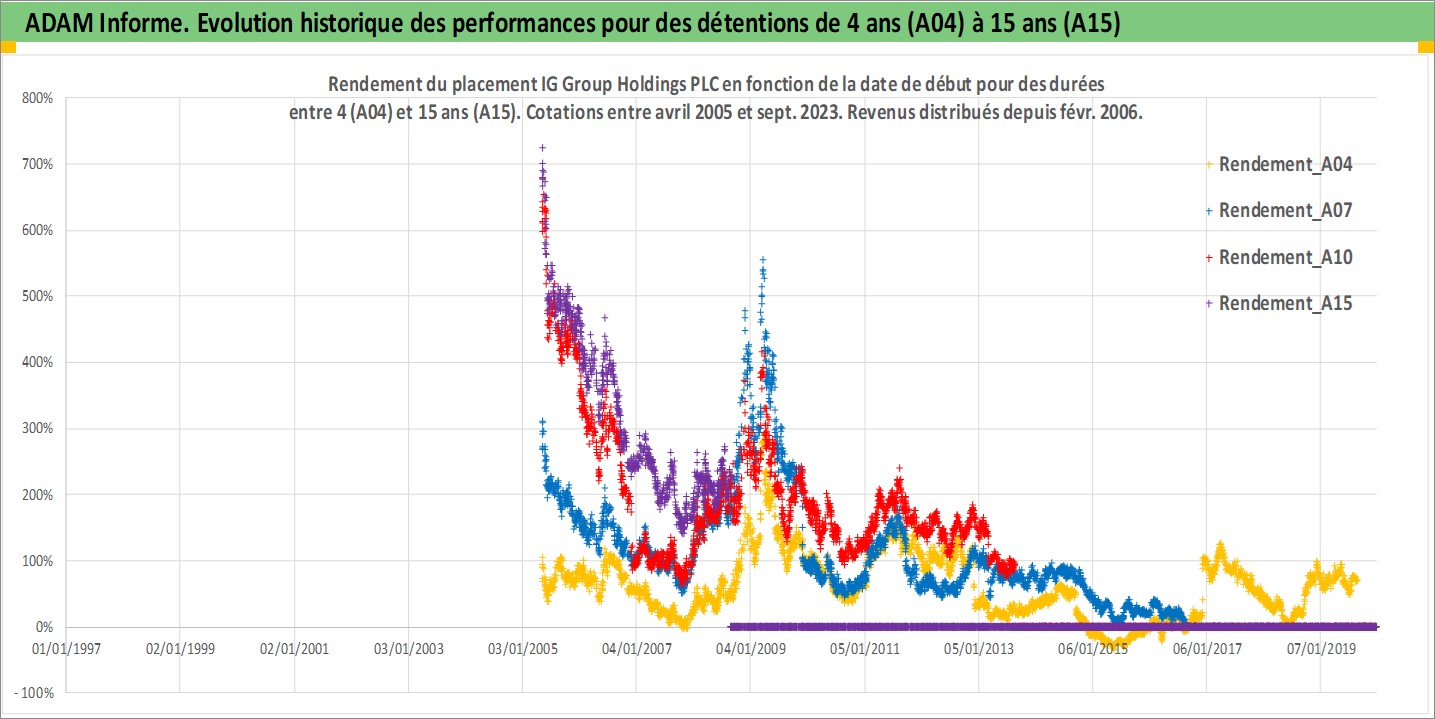 ADAM Informe. Evolution historique des performances pour des détentions de 4 ans (A04) à 15 ans (A15)
Rendement du placement IG Group Holdings PLC en fonction de la date de début pour des durées
entre 4 (A04) et 15 ans (A15). Cotations entre avril 2005 et sept. 2023. Revenus distribués depuis févr. 2006.
800%
700%
600%
500%
400%
300%
200%
100%
0%
-100%
Rendement_A04
Rendement_A07
Rendement_A10
Rendement_A15
01/01/1997 02/01/1999 02/01/2001 03/01/2003 03/01/2005 04/01/2007 04/01/2009 05/01/2011 05/01/2013 06/01/2015 06/01/2017 07/01/2019